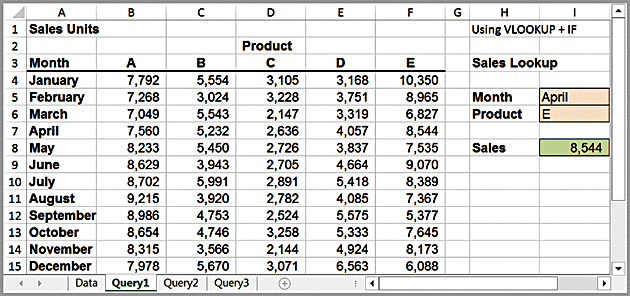 A B C D E F G H I
1 Sales Units Using VLOOKUP + IF
2 Product
3 Month A B C D E Sales Lookup
4 January 7,792 5,554 3,105 3,168 10,350
5 February 7,268 3,024 3,228 3,751 8,965 Month April
6 March 7,049 5,543 2,147 3,319 6,827 Product E
7 April 7,560 5,232 2,636 4,057 8,544
8 May 8,233 5,450 2,726 3,837 7,535 Sales 8,544
9 June 8,629 3,943 2,705 4,664 9,070
10 July 8,702 5,991 2,891 5,418 8,389
11 August 9,215 3,920 2,782 4,085 7,367
12 September 8,986 4,753 2,524 5,575 5,377
13 October 8,654 4,746 3,258 5,333 7,645
14 November 8,315 3,566 2,144 4,924 8,173
15 December 7,978 5,670 3,071 6,563 6,088
Data Query1 Query2 Query3